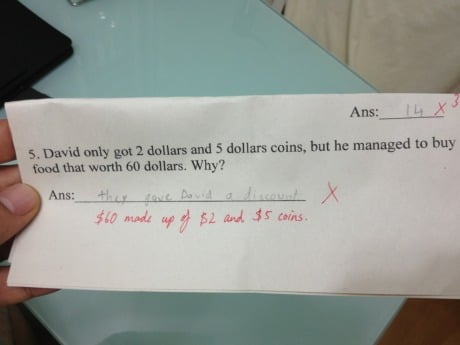 Ans: 14 X 3
5. David only got 2 dollars and 5 dollars coins, but he managed to buy
food that worth 60 dollars. Why?
Ans: they gave David a discount X
$60 made up of $2 and $5 coins.